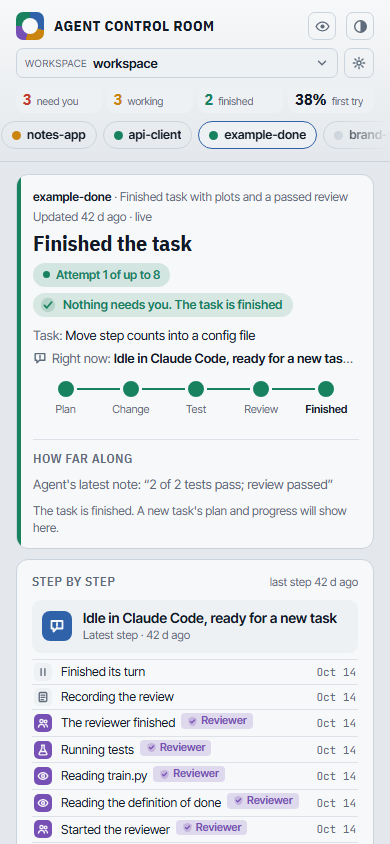 AGENT CONTROL ROOM
WORKSPACE workspace
3 need you 3 working 2 finished 38% first try
notes-app api-client example-done brand-
example-done · Finished task with plots and a passed review
Updated 42 d ago · live
Finished the task
Attempt 1 of up to 8
Nothing needs you. The task is finished
Task: Move step counts into a config file
Right now: Idle in Claude Code, ready for a new tas…
Plan Change Test Review Finished
HOW FAR ALONG
Agent's latest note: “2 of 2 tests pass; review passed”
The task is finished. A new task's plan and progress will show
here.
STEP BY STEP last step 42 d ago
Idle in Claude Code, ready for a new task
Latest step · 42 d ago
Finished its turn Oct 14
Recording the review Oct 14
The reviewer finished Reviewer Oct 14
Running tests Reviewer Oct 14
Reading train.py Reviewer Oct 14
Reading the definition of done Reviewer Oct 14
Started the reviewer Reviewer Oct 14